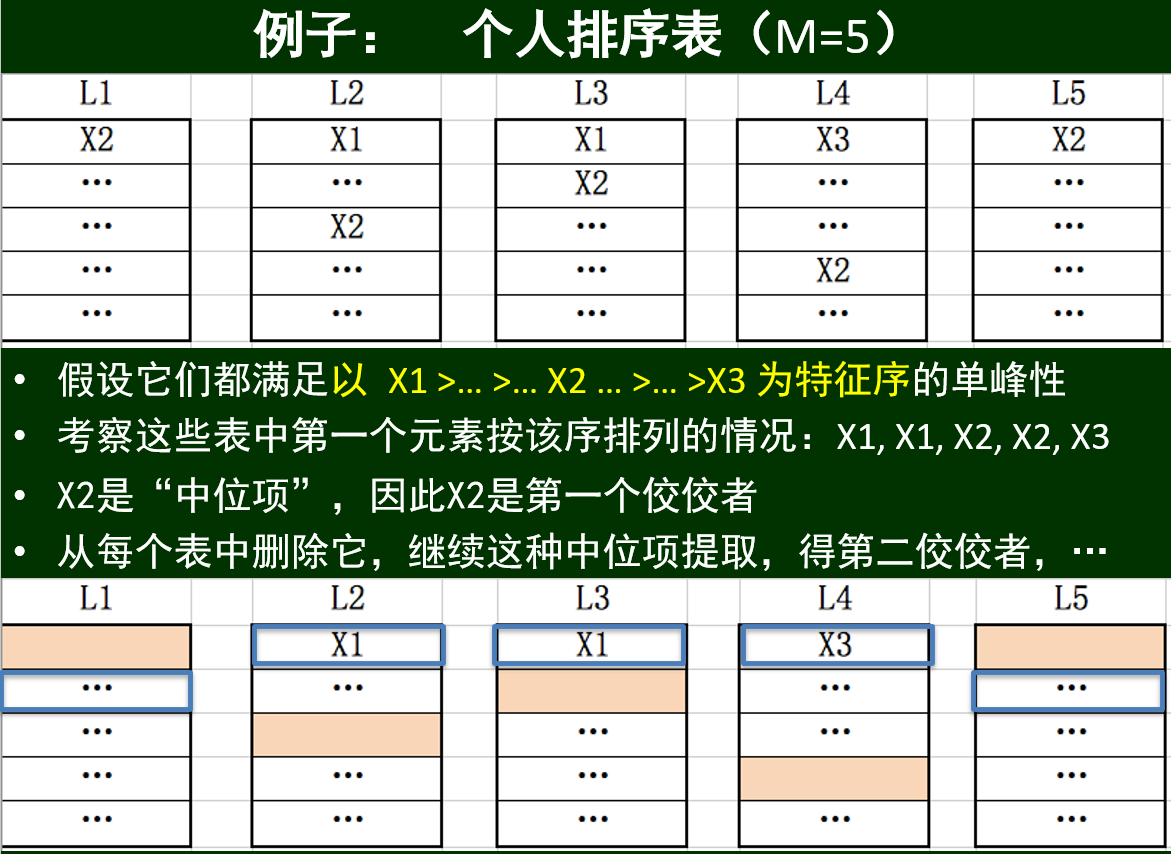 例子： 个人排序表（M=5）
L1 L2 L3 L4 L5
X2 X1 X1 X3 X2
… … X2 … …
… X2 … … …
… … … X2 …
… … … … …
• 假设它们都满足以 X1 >… >… X2 … >… >X3 为特征序的单峰性
• 考察这些表中第一个元素按该序排列的情况：X1, X1, X2, X2, X3
• X2是“中位项”，因此X2是第一个佼佼者
• 从每个表中删除它，继续这种中位项提取，得第二佼佼者，…
L1 L2 L3 L4 L5
X1 X1 X3
… … … …
… … … …
… … … …
… … … … …